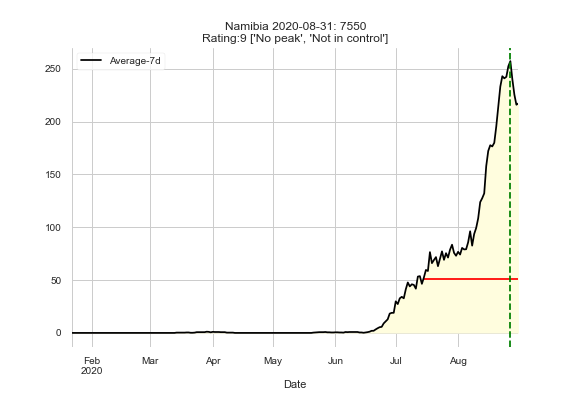 Namibia 2020-08-31: 7550
Rating:9 ['No peak', 'Not in control']
Average-7d
250
200
150
100
50
0
Feb Mar Apr May Jun Jul Aug
2020
Date